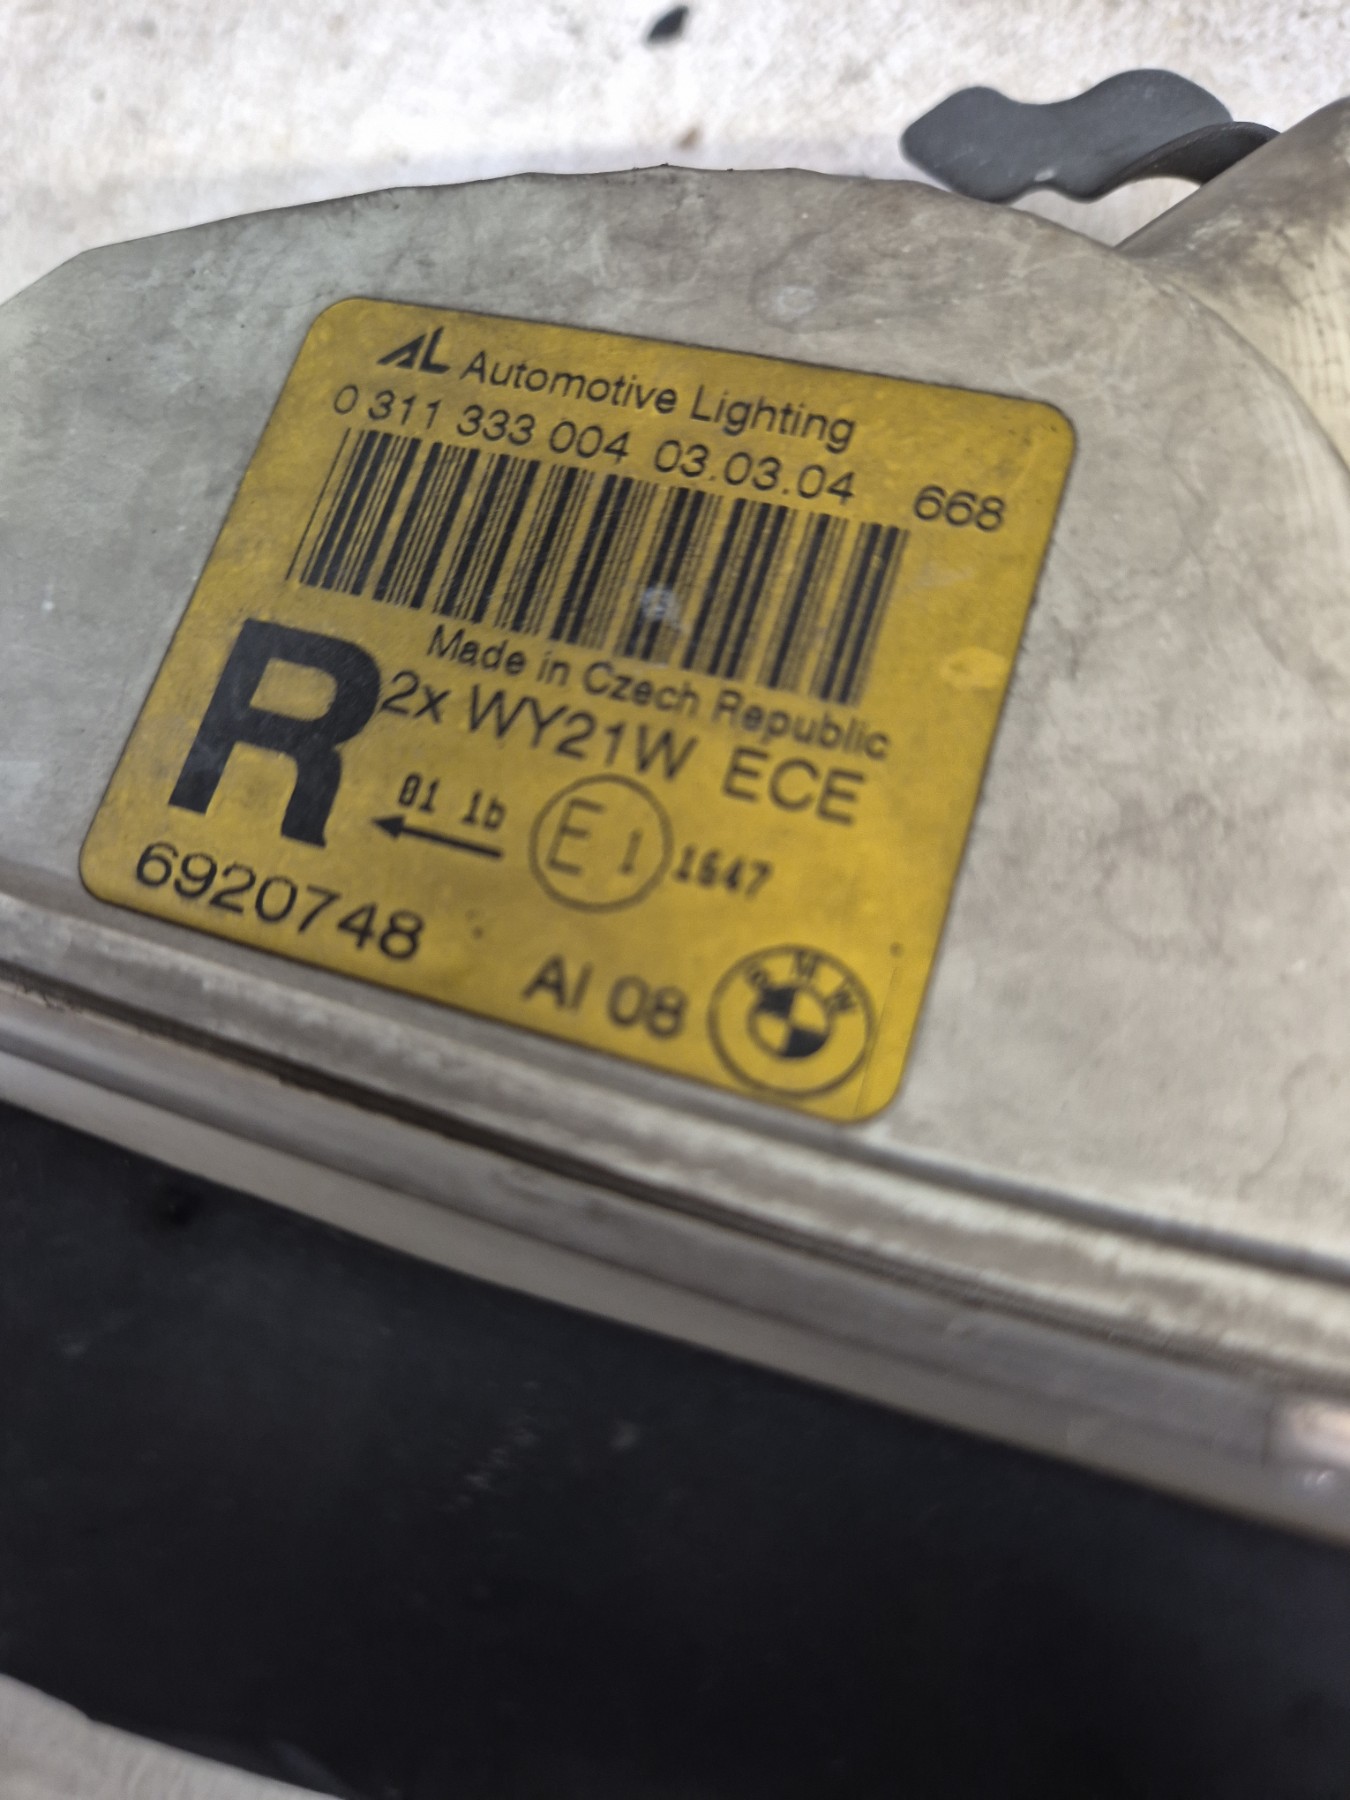 AL Automotive Lighting
0 311 333 004 03.03.04 668
Made in Czech Republic
R
2x WY21W ECE
01 1b
E1 1647
6920748
AI 08
BMW